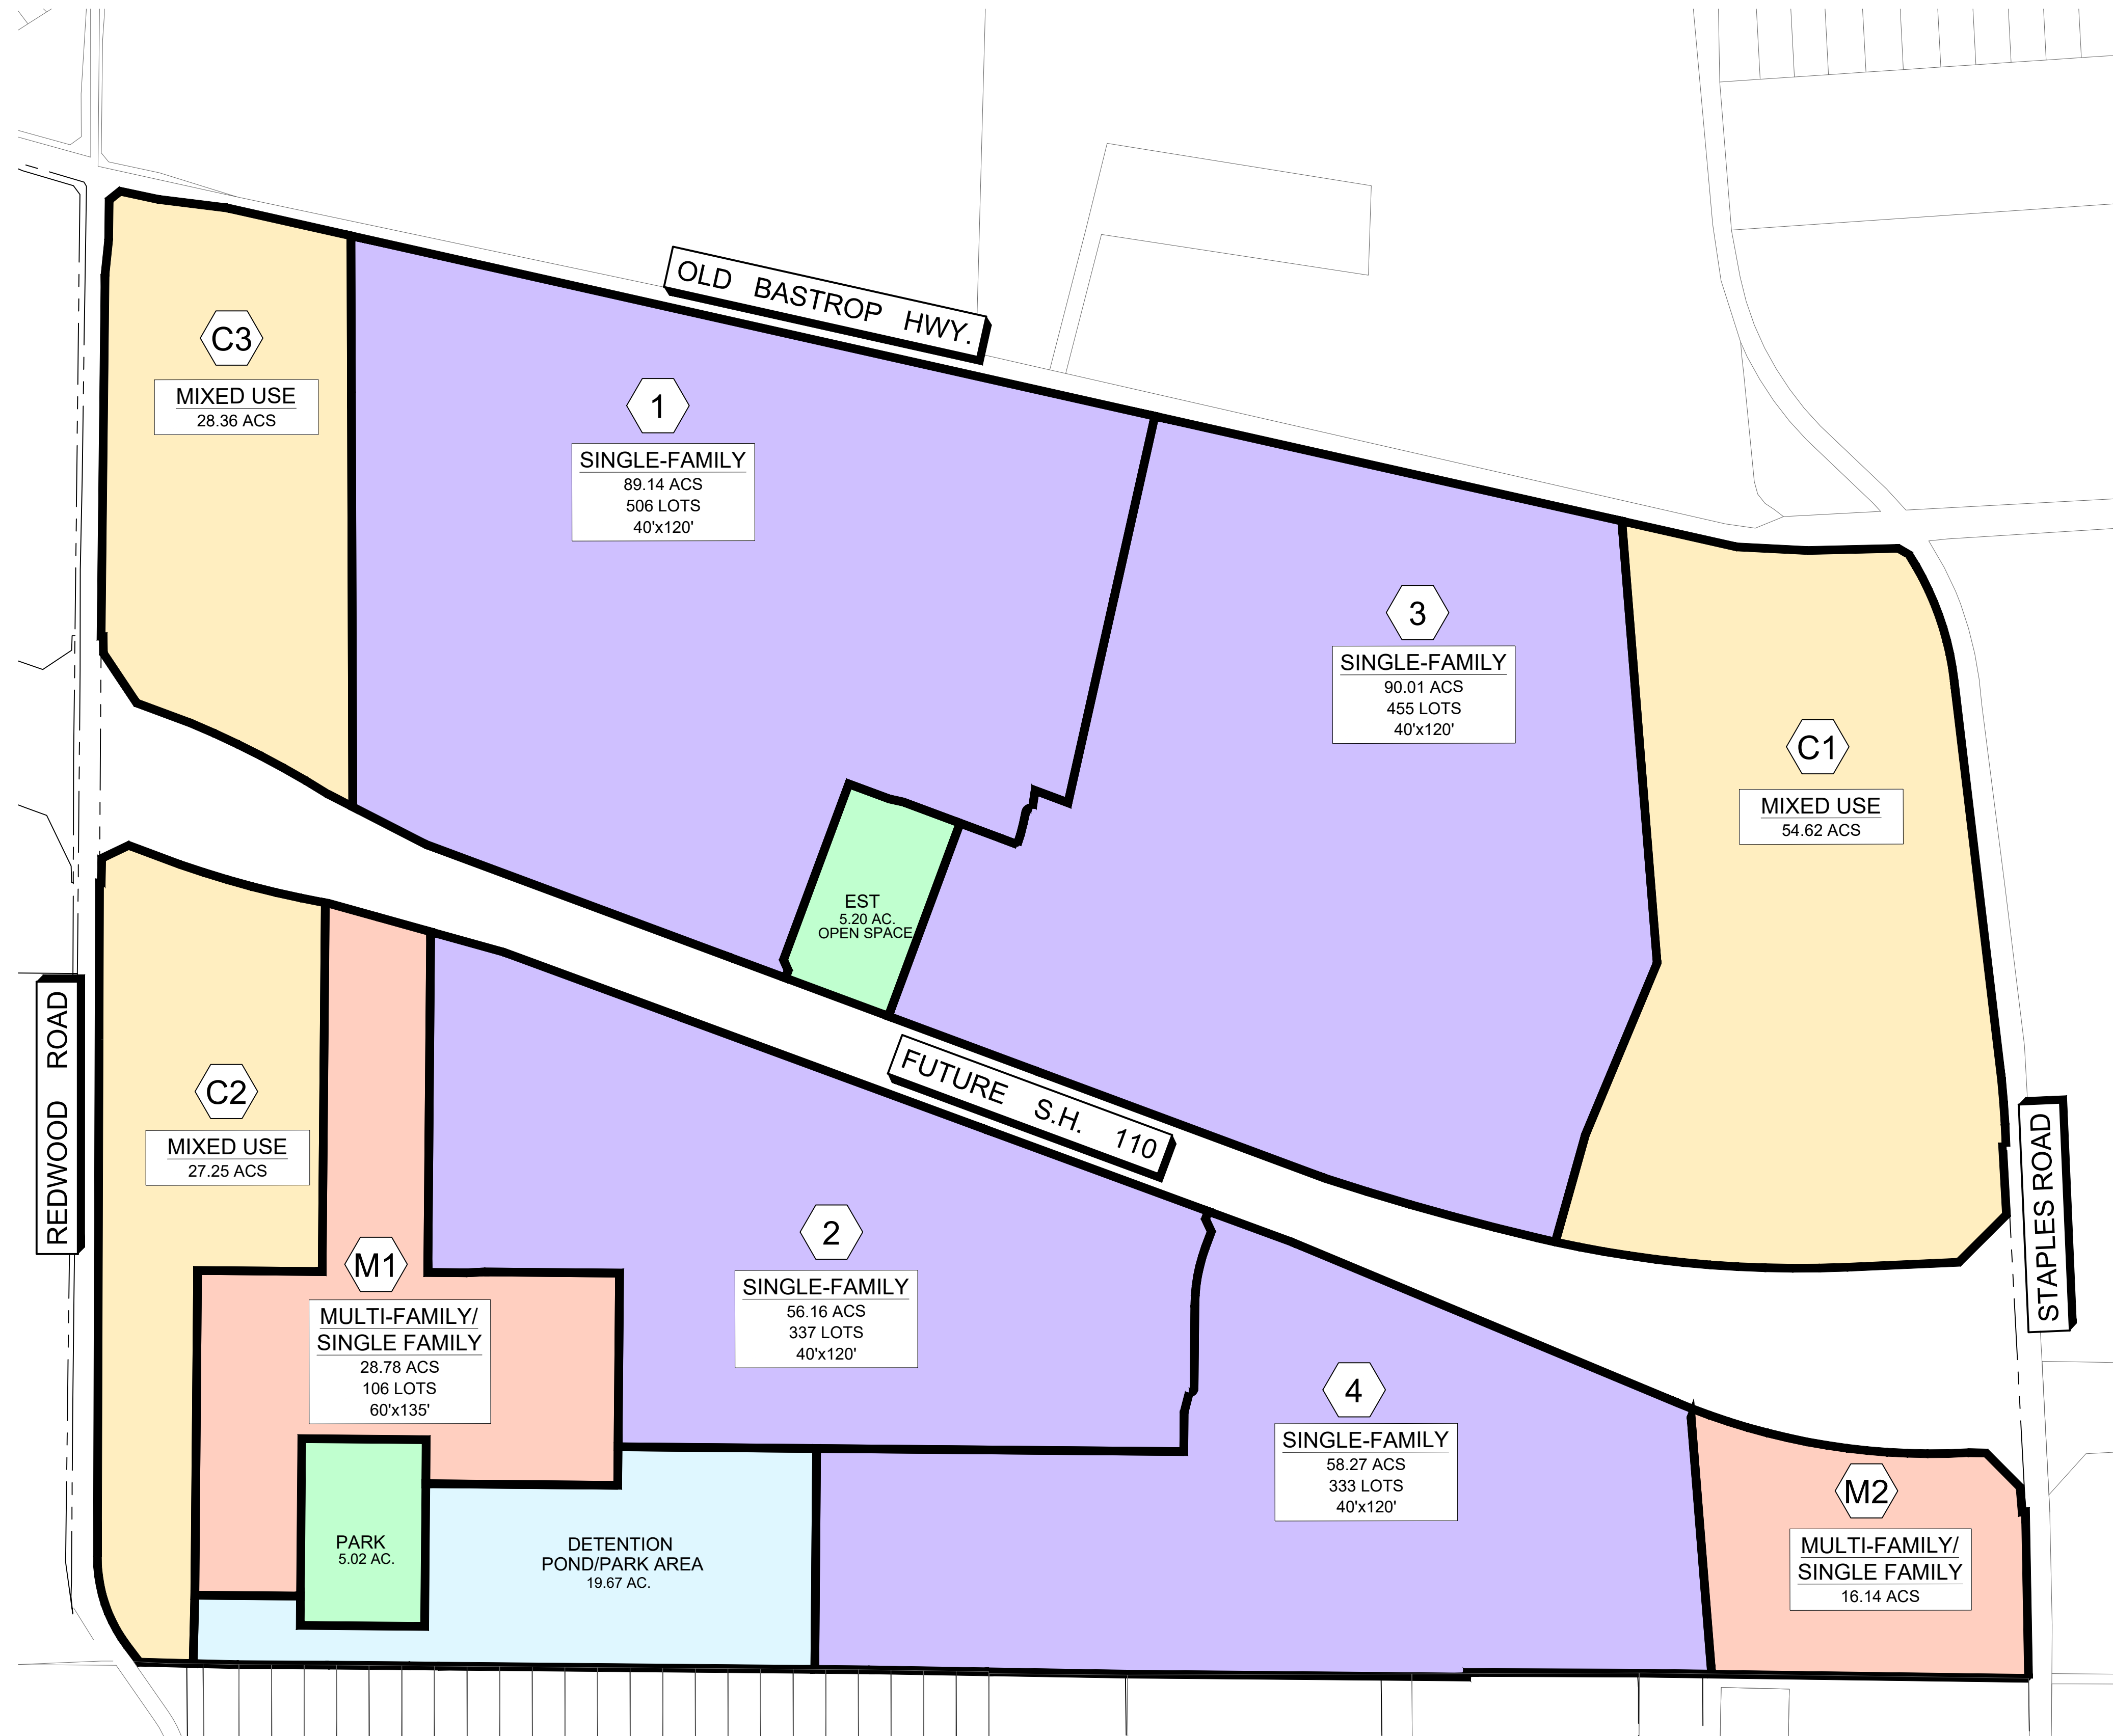 OLD BASTROP HWY.
C3
MIXED USE
28.36 ACS
1
SINGLE-FAMILY
89.14 ACS
506 LOTS
40'x120'
3
SINGLE-FAMILY
90.01 ACS
455 LOTS
40'x120'
C1
MIXED USE
54.62 ACS
EST
5.20 AC.
OPEN SPACE
FUTURE S.H. 110
REDWOOD ROAD
STAPLES ROAD
C2
MIXED USE
27.25 ACS
M1
MULTI-FAMILY/
SINGLE FAMILY
28.78 ACS
106 LOTS
60'x135'
2
SINGLE-FAMILY
56.16 ACS
337 LOTS
40'x120'
4
SINGLE-FAMILY
58.27 ACS
333 LOTS
40'x120'
M2
MULTI-FAMILY/
SINGLE FAMILY
16.14 ACS
PARK
5.02 AC.
DETENTION
POND/PARK AREA
19.67 AC.